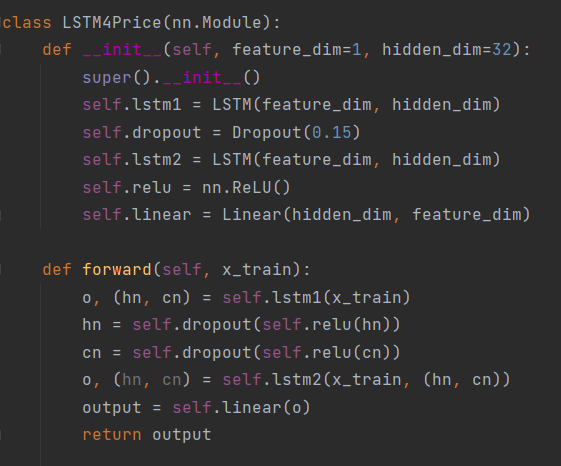 class LSTM4Price(nn.Module):
    def __init__(self, feature_dim=1, hidden_dim=32):
        super().__init__()
        self.lstm1 = LSTM(feature_dim, hidden_dim)
        self.dropout = Dropout(0.15)
        self.lstm2 = LSTM(feature_dim, hidden_dim)
        self.relu = nn.ReLU()
        self.linear = Linear(hidden_dim, feature_dim)

    def forward(self, x_train):
        o, (hn, cn) = self.lstm1(x_train)
        hn = self.dropout(self.relu(hn))
        cn = self.dropout(self.relu(cn))
        o, (hn, cn) = self.lstm2(x_train, (hn, cn))
        output = self.linear(o)
        return output